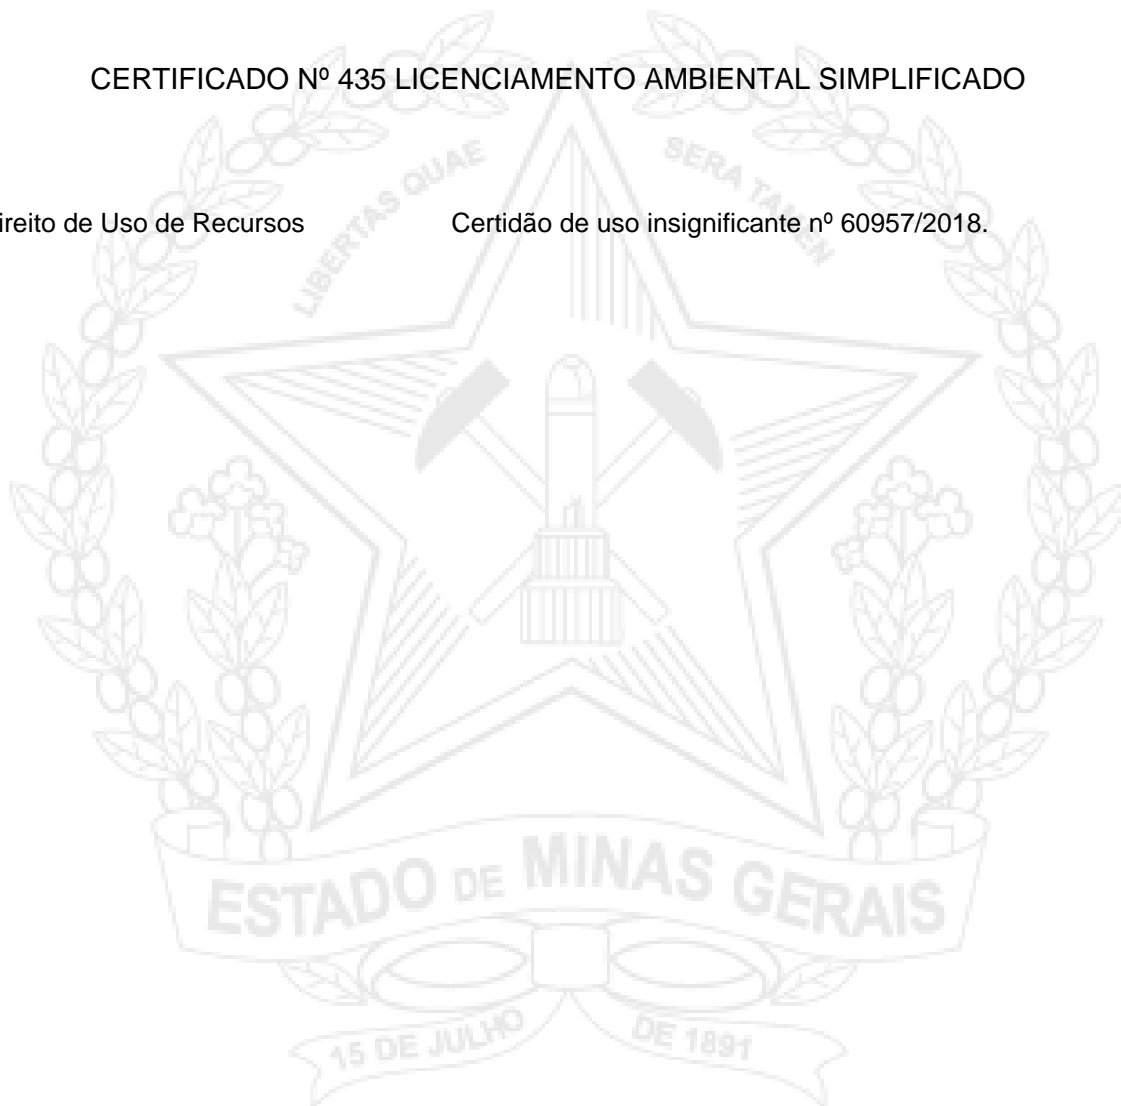 CERTIFICADO Nº 435 LICENCIAMENTO AMBIENTAL SIMPLIFICADO
LIBERTAS QUAE SERA TAMEN
ireito de Uso de Recursos Certidão de uso insignificante nº 60957/2018.
ESTADO DE MINAS GERAIS
15 DE JULHO DE 1891